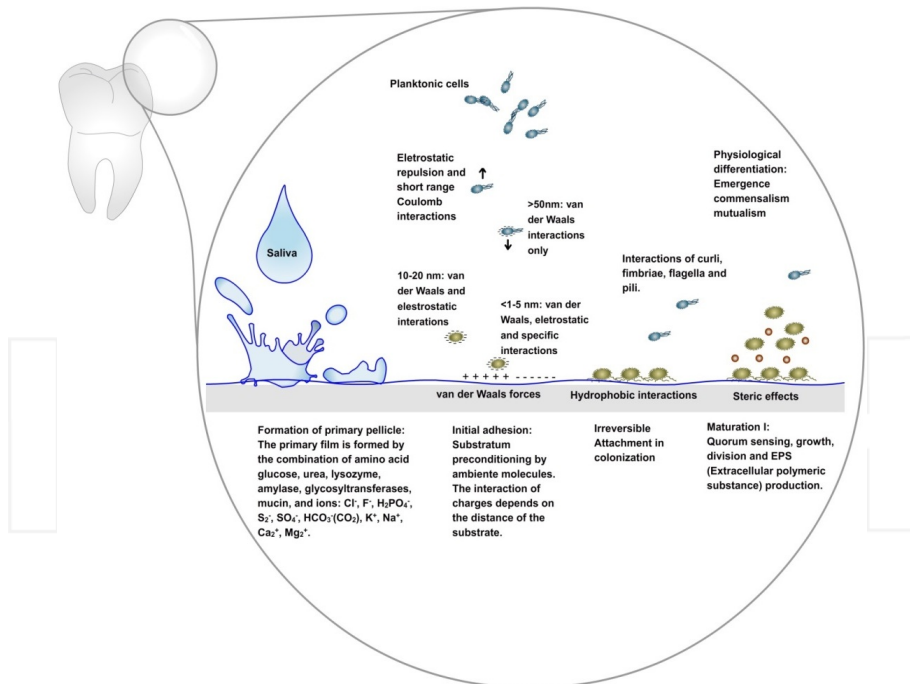 Planktonic cells
Eletrostatic
repulsion and
short range
Coulomb
interactions
>50nm: van
der Waals
interactions
only
Physiological
differentiation:
Emergence
commensalism
mutualism
Saliva
10-20 nm: van
der Waals and
elestrostatic
interations
<1-5 nm: van der
Waals, eletrostatic
and specific
interactions
Interactions of curli,
fimbriae, flagella and
pili.
+ + + + + - - - - - -
van der Waals forces
Hydrophobic interactions
Steric effects
Formation of primary pellicle:
The primary film is formed by
the combination of amino acid
glucose, urea, lysozyme,
amylase, glycosyltransferases,
mucin, and ions: Cl⁻, F⁻, H₂PO₄⁻,
S₂⁻, SO₄⁻, HCO₃⁻(CO₂), K⁺, Na⁺,
Ca₂⁺, Mg₂⁺.
Initial adhesion:
Substratum
preconditioning by
ambiente molecules.
The interaction of
charges depends on
the distance of the
substrate.
Irreversible
Attachment in
colonization
Maturation I:
Quorum sensing, growth,
division and EPS
(Extracellular polymeric
substance) production.